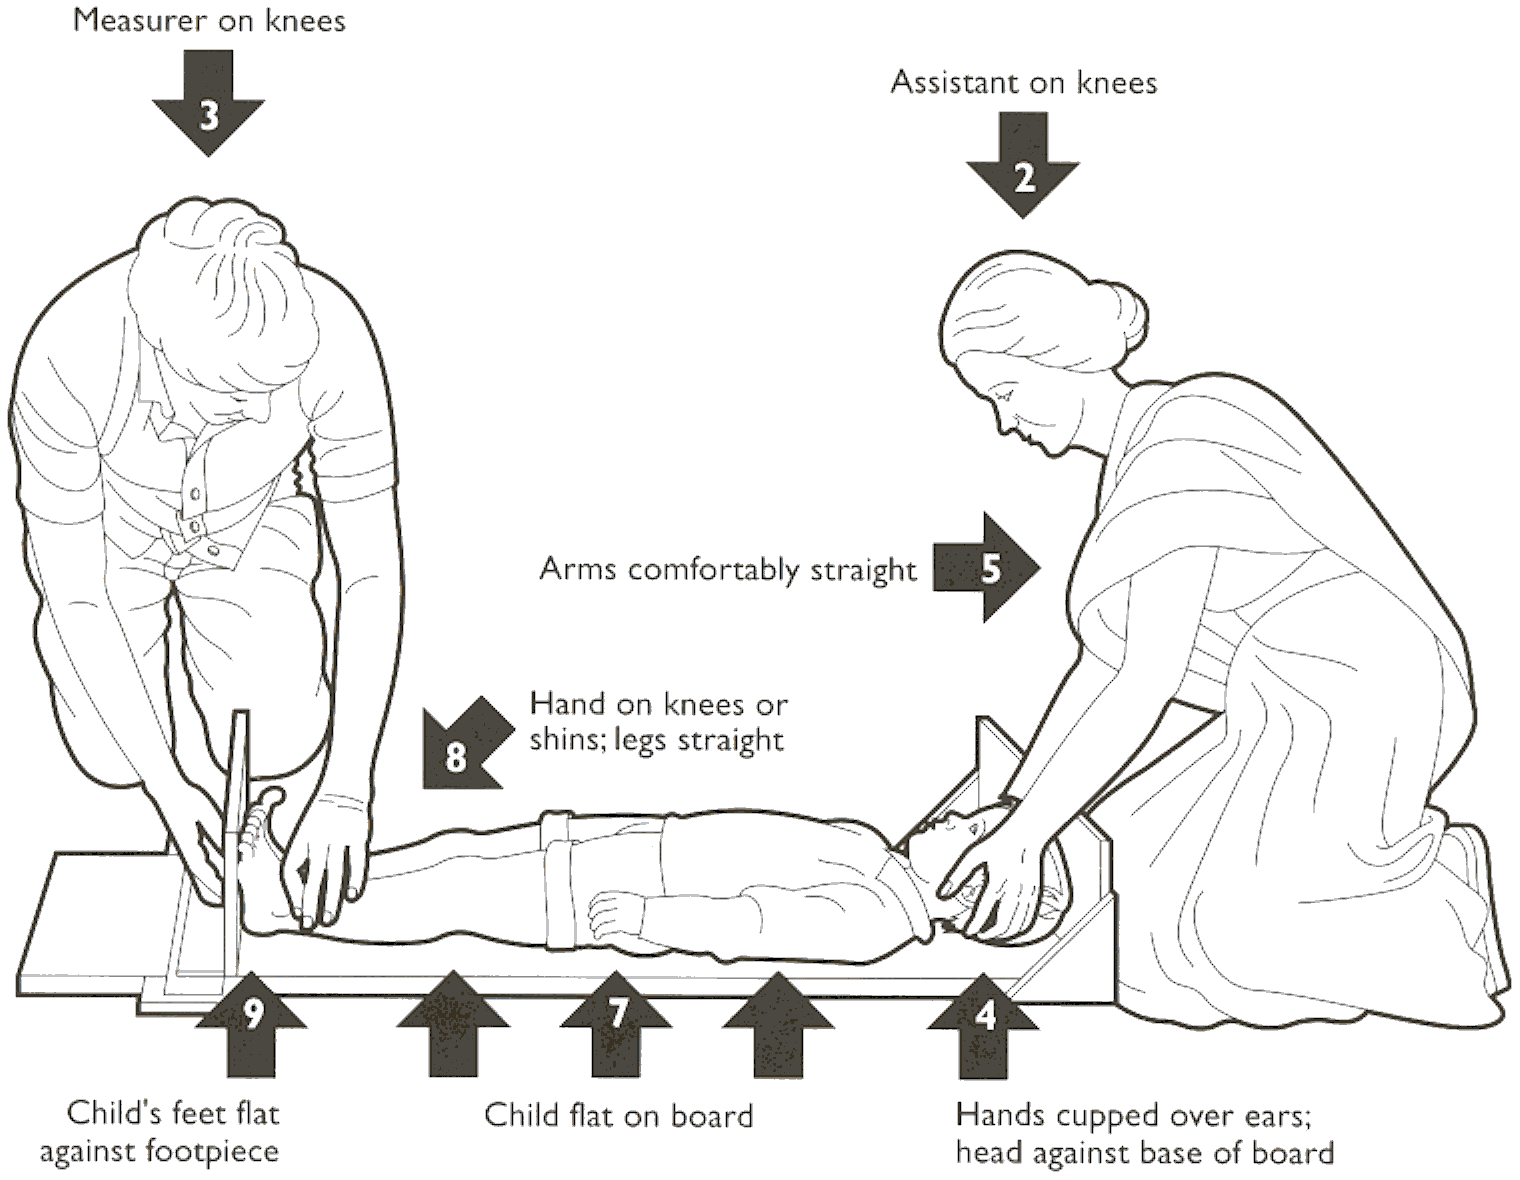 Measurer on knees
3
Assistant on knees
2
Arms comfortably straight
5
Hand on knees or
shins; legs straight
8
9
7
4
Child's feet flat
against footpiece
Child flat on board
Hands cupped over ears;
head against base of board